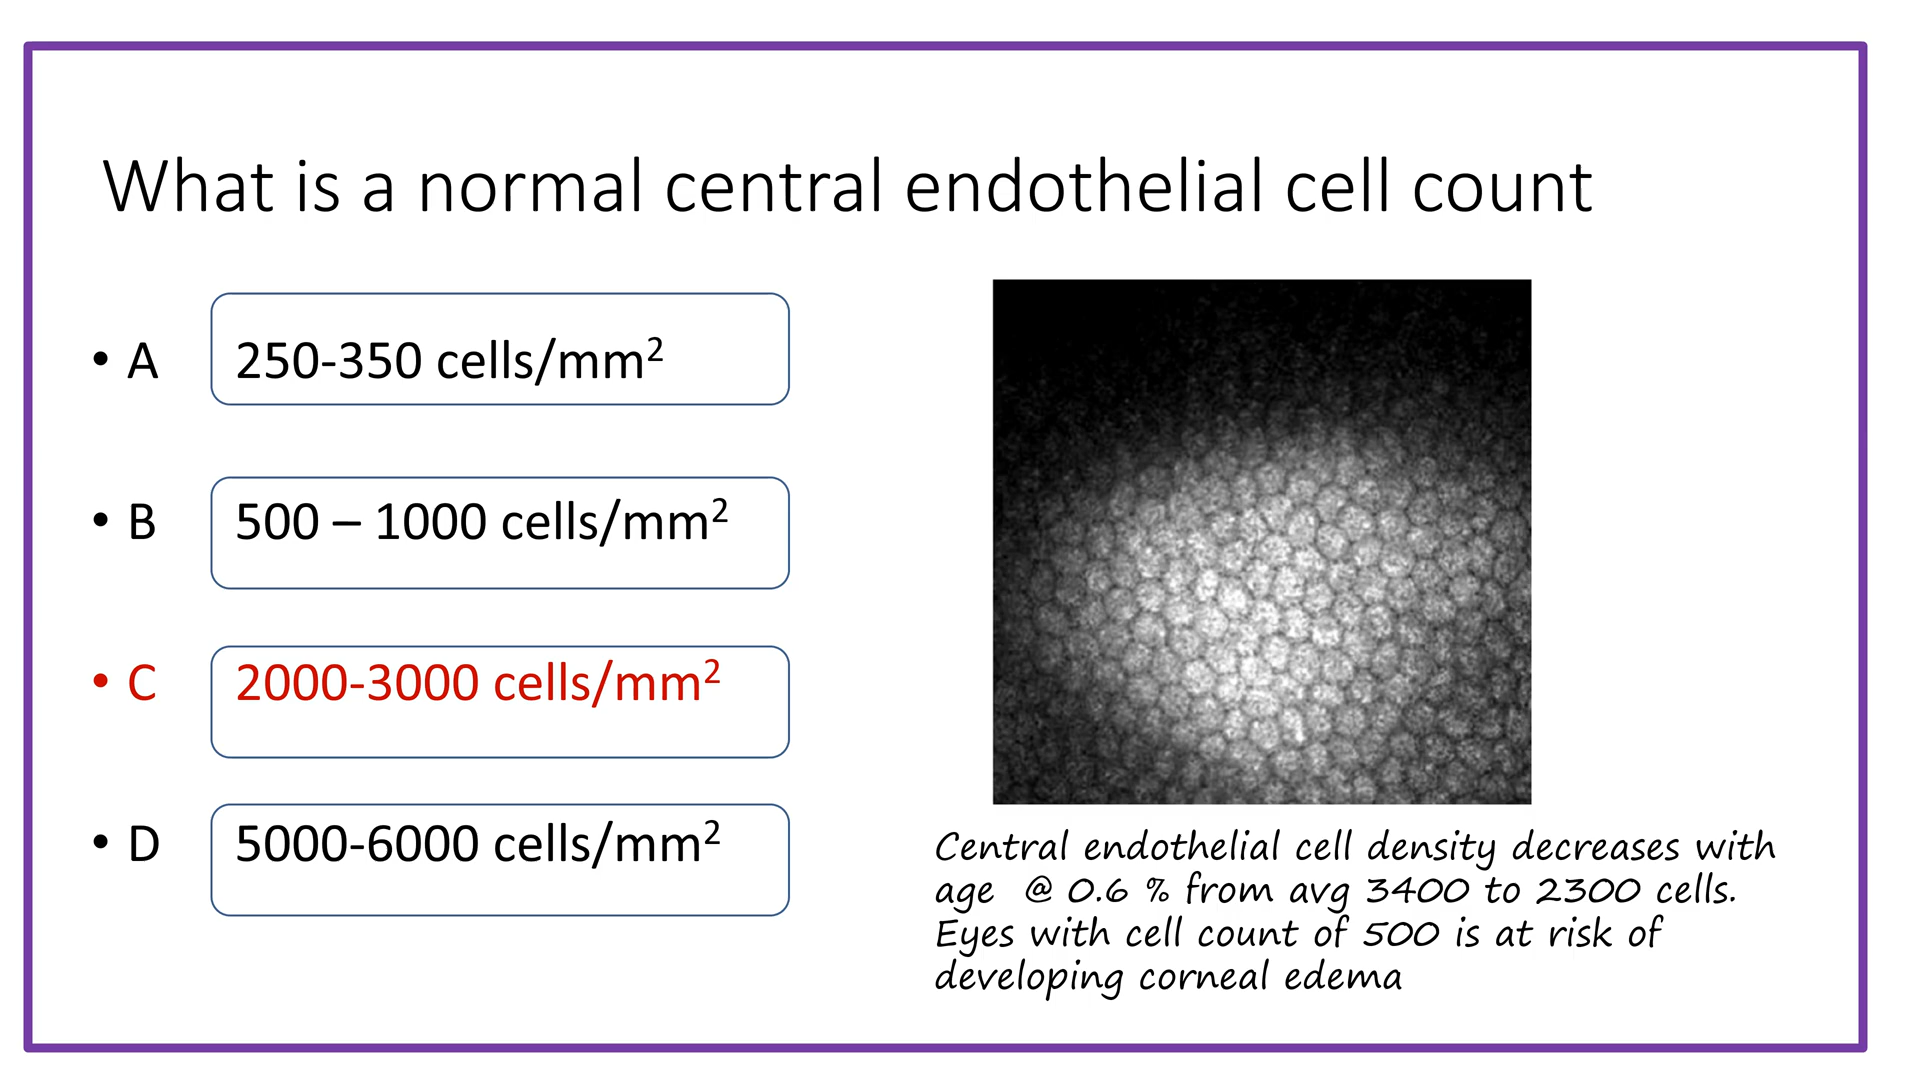 What is a normal central endothelial cell count
• A 250-350 cells/mm²
• B 500 – 1000 cells/mm²
• C 2000-3000 cells/mm²
• D 5000-6000 cells/mm²
Central endothelial cell density decreases with
age @ 0.6 % from avg 3400 to 2300 cells.
Eyes with cell count of 500 is at risk of
developing corneal edema